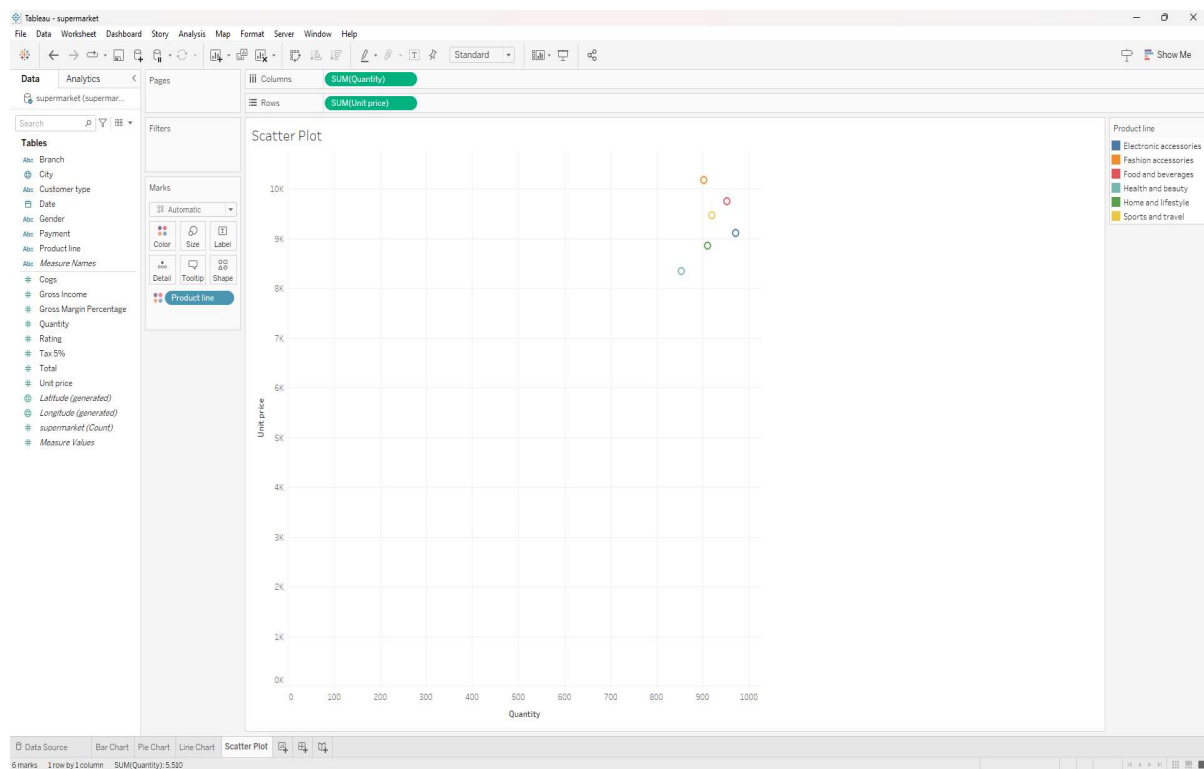 Tableau - supermarket
File Data Worksheet Dashboard Story Analysis Map Format Server Window Help
Standard
Show Me
Data Analytics
supermarket (supermar...
Search
Tables
Abc Branch
City
Abc Customer type
Date
Abc Gender
Abc Payment
Abc Product line
Abc Measure Names
# Cogs
# Gross Income
# Gross Margin Percentage
# Quantity
# Rating
# Tax 5%
# Total
# Unit price
Latitude (generated)
Longitude (generated)
# supermarket (Count)
# Measure Values
Pages
Filters
Marks
Automatic
Color Size Label
Detail Tooltip Shape
Product line
Columns SUM(Quantity)
Rows SUM(Unit price)
Scatter Plot
10K
9K
8K
7K
6K
5K
4K
3K
2K
1K
0K
Unit price
0 100 200 300 400 500 600 700 800 900 1000
Quantity
Product line
Electronic accessories
Fashion accessories
Food and beverages
Health and beauty
Home and lifestyle
Sports and travel
Data Source Bar Chart Pie Chart Line Chart Scatter Plot
6 marks 1 row by 1 column SUM(Quantity): 5,510